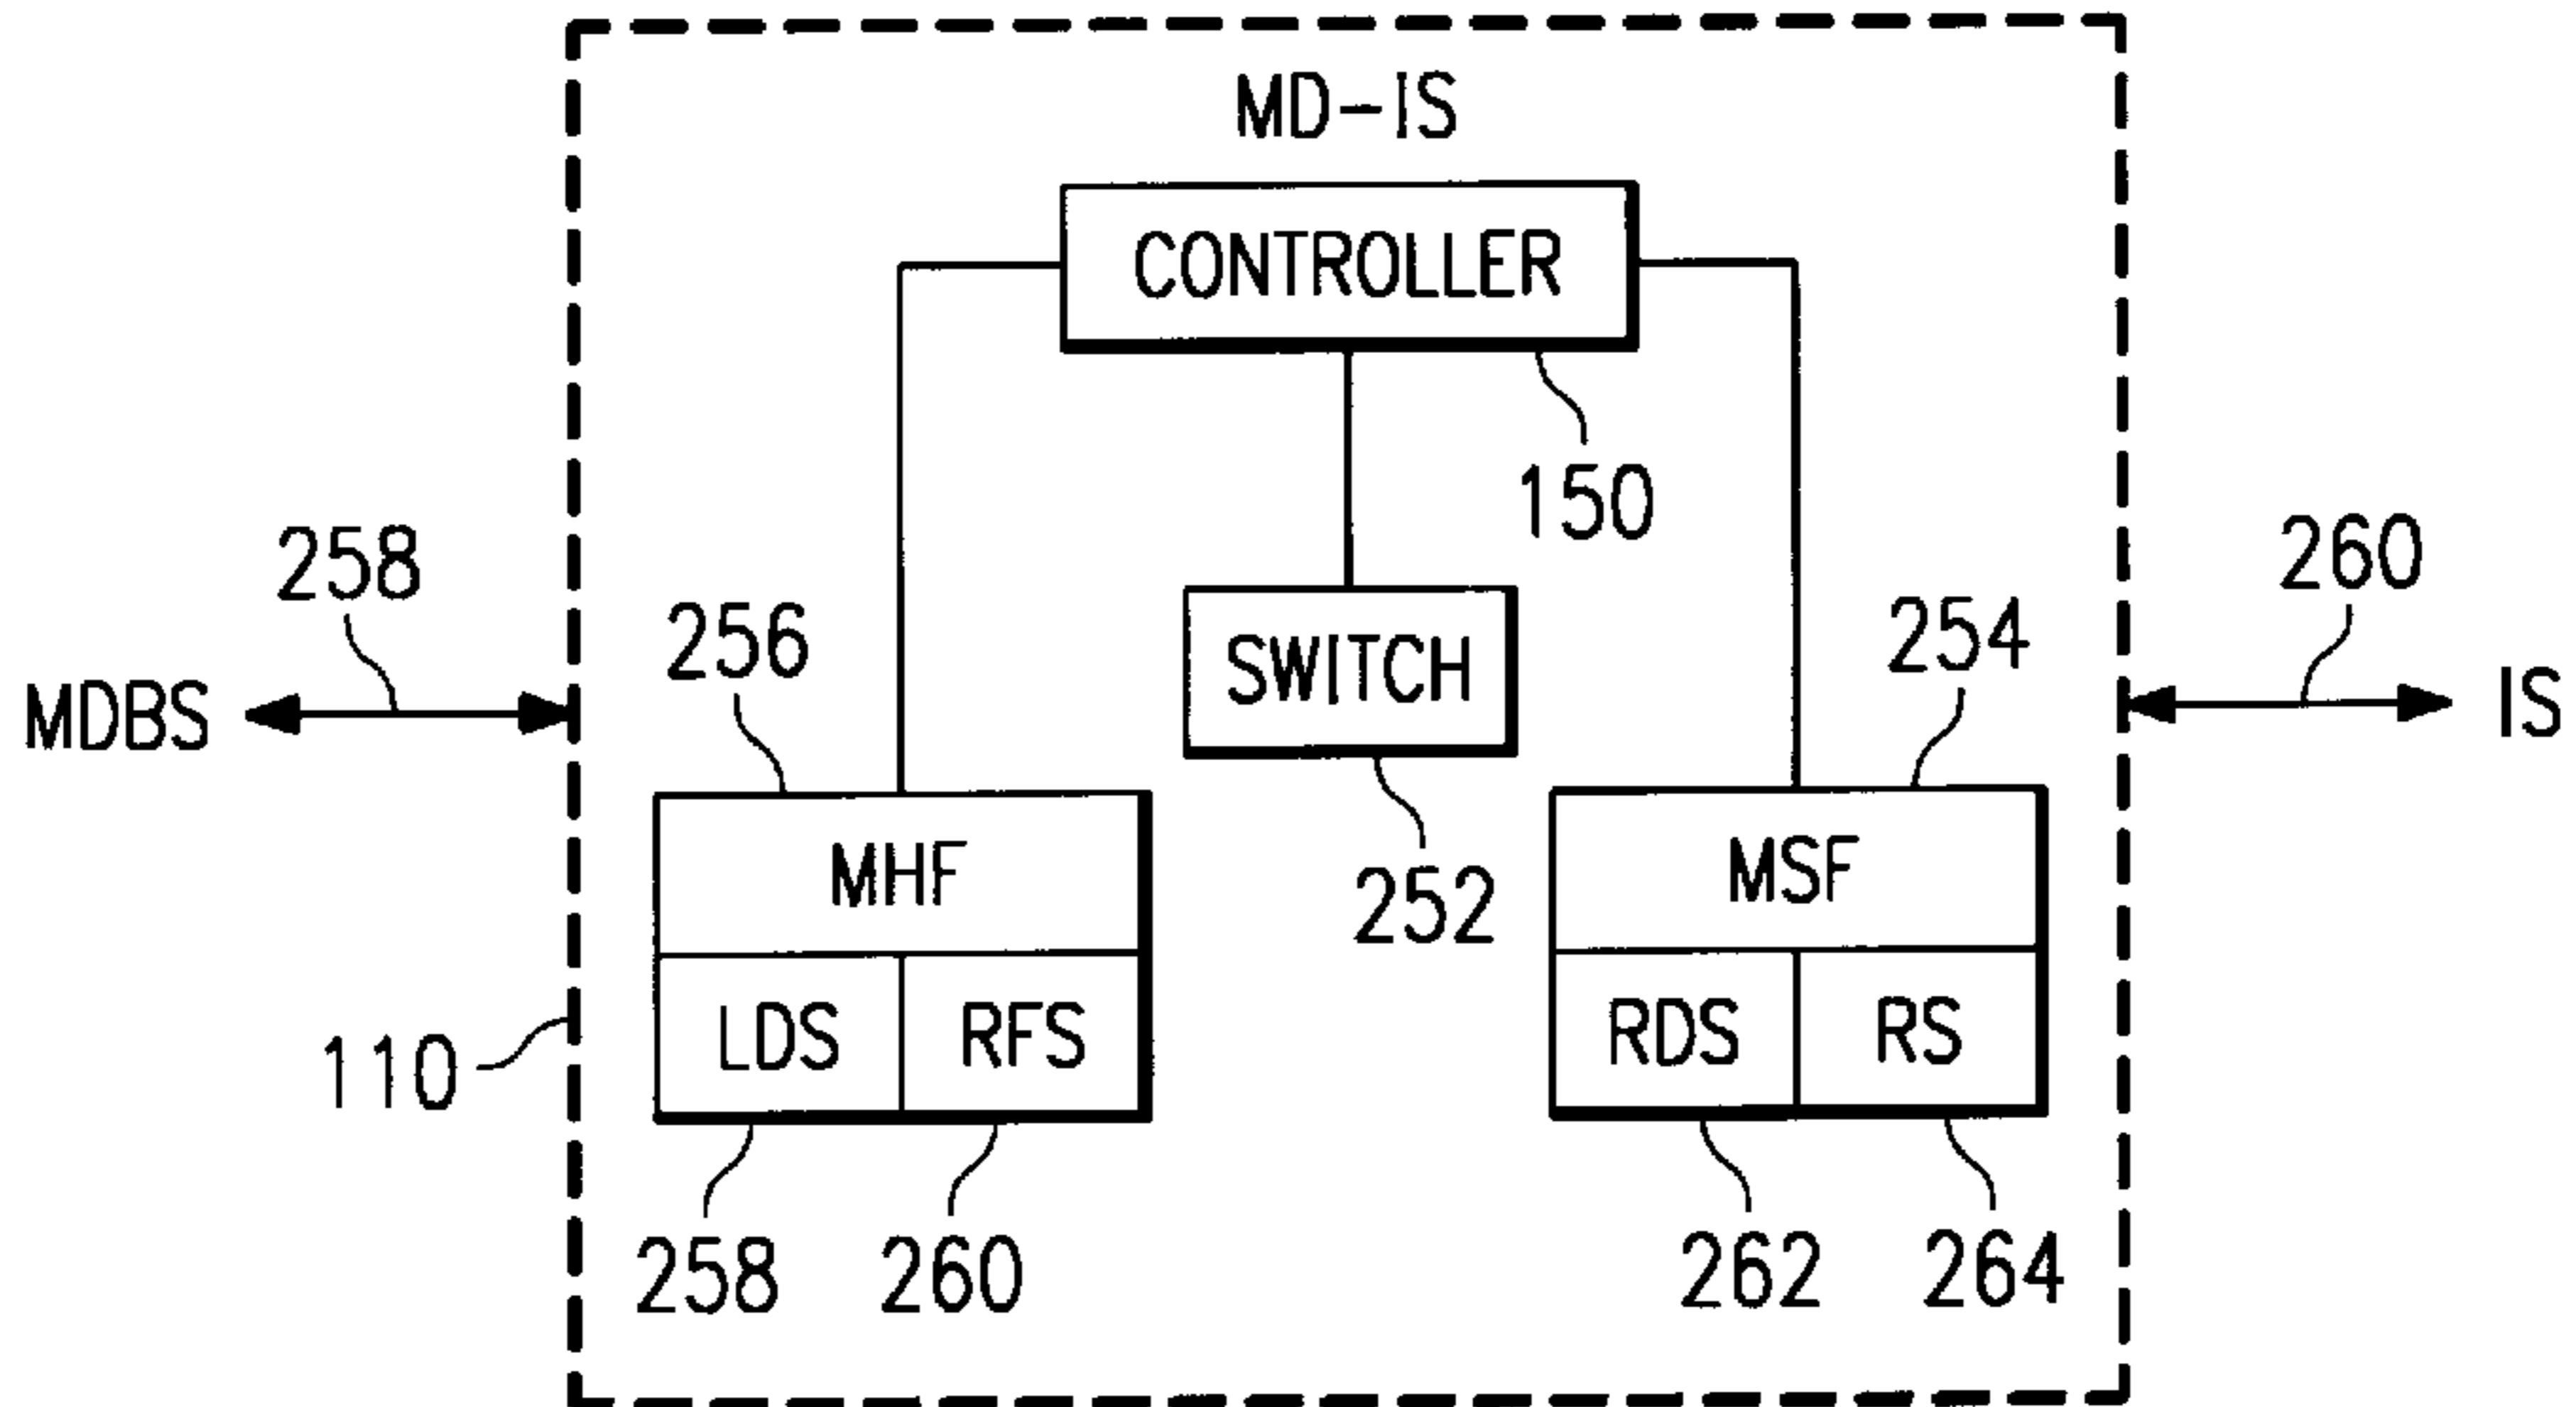 MD-IS
CONTROLLER
150
258
260
256
254
SWITCH
MDBS
IS
252
MHF
MSF
110
LDS RFS
RDS RS
258 260
262 264